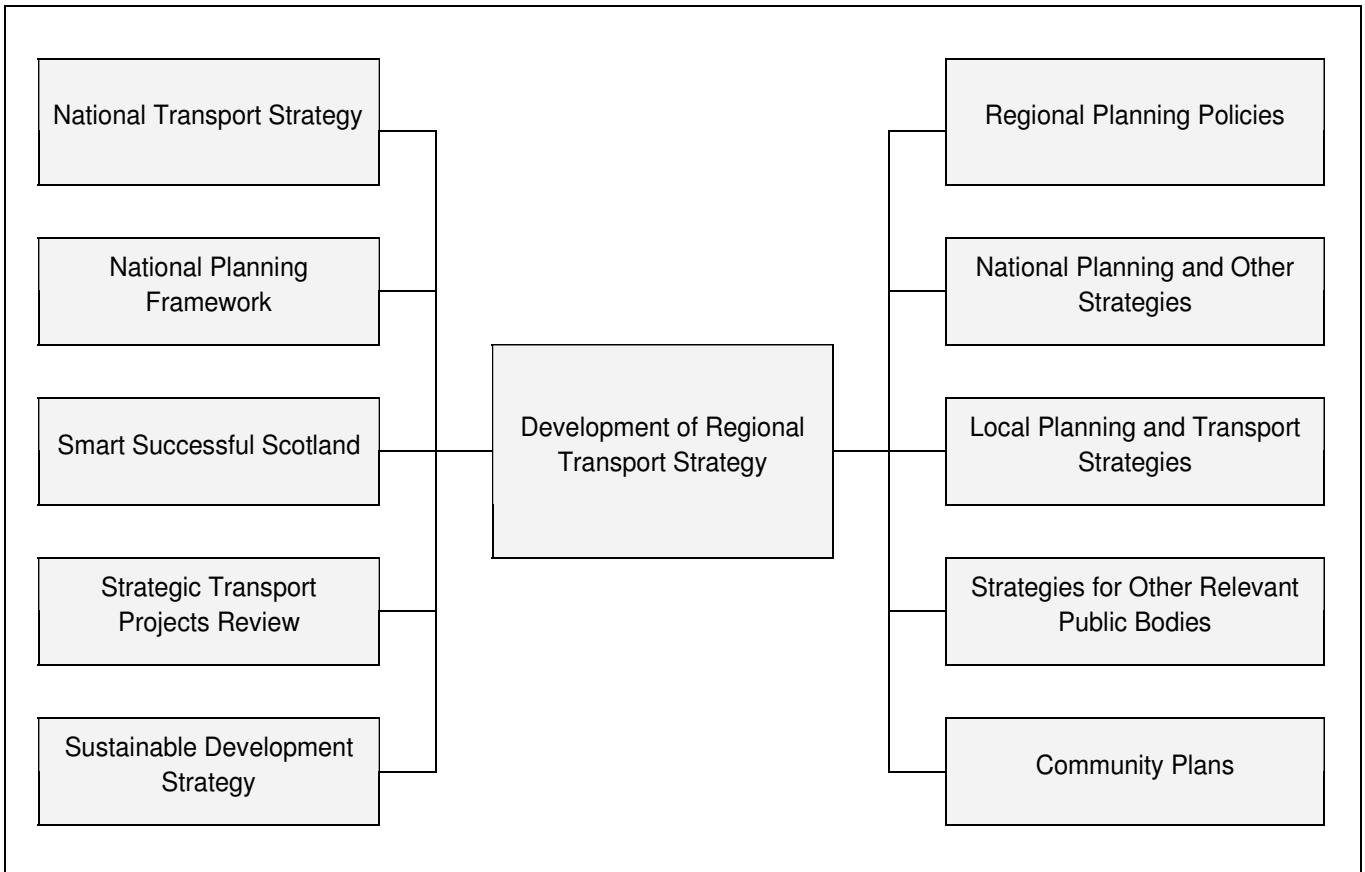 National Transport Strategy
National Planning
Framework
Smart Successful Scotland
Strategic Transport
Projects Review
Sustainable Development
Strategy
Development of Regional
Transport Strategy
Regional Planning Policies
National Planning and Other
Strategies
Local Planning and Transport
Strategies
Strategies for Other Relevant
Public Bodies
Community Plans